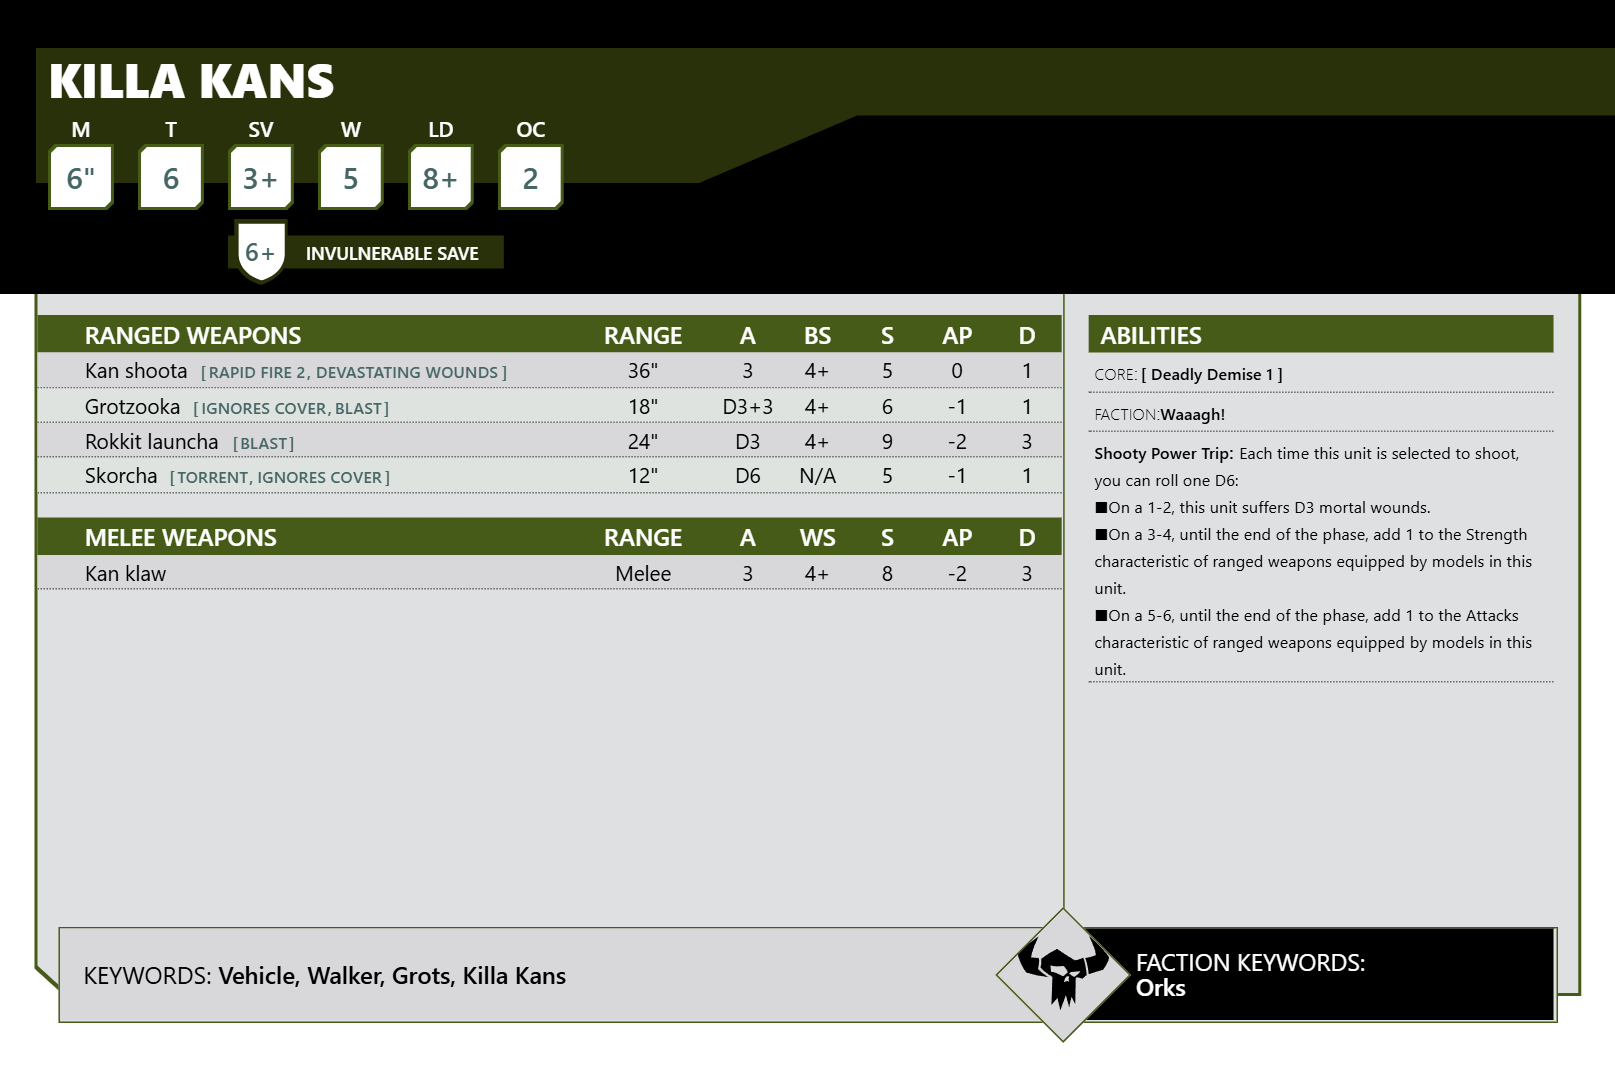 KILLA KANS
M T SV W LD OC
6" 6 3+ 5 8+ 2
6+ INVULNERABLE SAVE
RANGED WEAPONS RANGE A BS S AP D
Kan shoota [RAPID FIRE 2, DEVASTATING WOUNDS] 36" 3 4+ 5 0 1
Grotzooka [IGNORES COVER, BLAST] 18" D3+3 4+ 6 -1 1
Rokkit launcha [BLAST] 24" D3 4+ 9 -2 3
Skorcha [TORRENT, IGNORES COVER] 12" D6 N/A 5 -1 1
MELEE WEAPONS RANGE A WS S AP D
Kan klaw Melee 3 4+ 8 -2 3
ABILITIES
CORE: [ Deadly Demise 1 ]
FACTION:Waaagh!
Shooty Power Trip: Each time this unit is selected to shoot,
you can roll one D6:
■On a 1-2, this unit suffers D3 mortal wounds.
■On a 3-4, until the end of the phase, add 1 to the Strength
characteristic of ranged weapons equipped by models in this
unit.
■On a 5-6, until the end of the phase, add 1 to the Attacks
characteristic of ranged weapons equipped by models in this
unit.
KEYWORDS: Vehicle, Walker, Grots, Killa Kans
FACTION KEYWORDS:
Orks